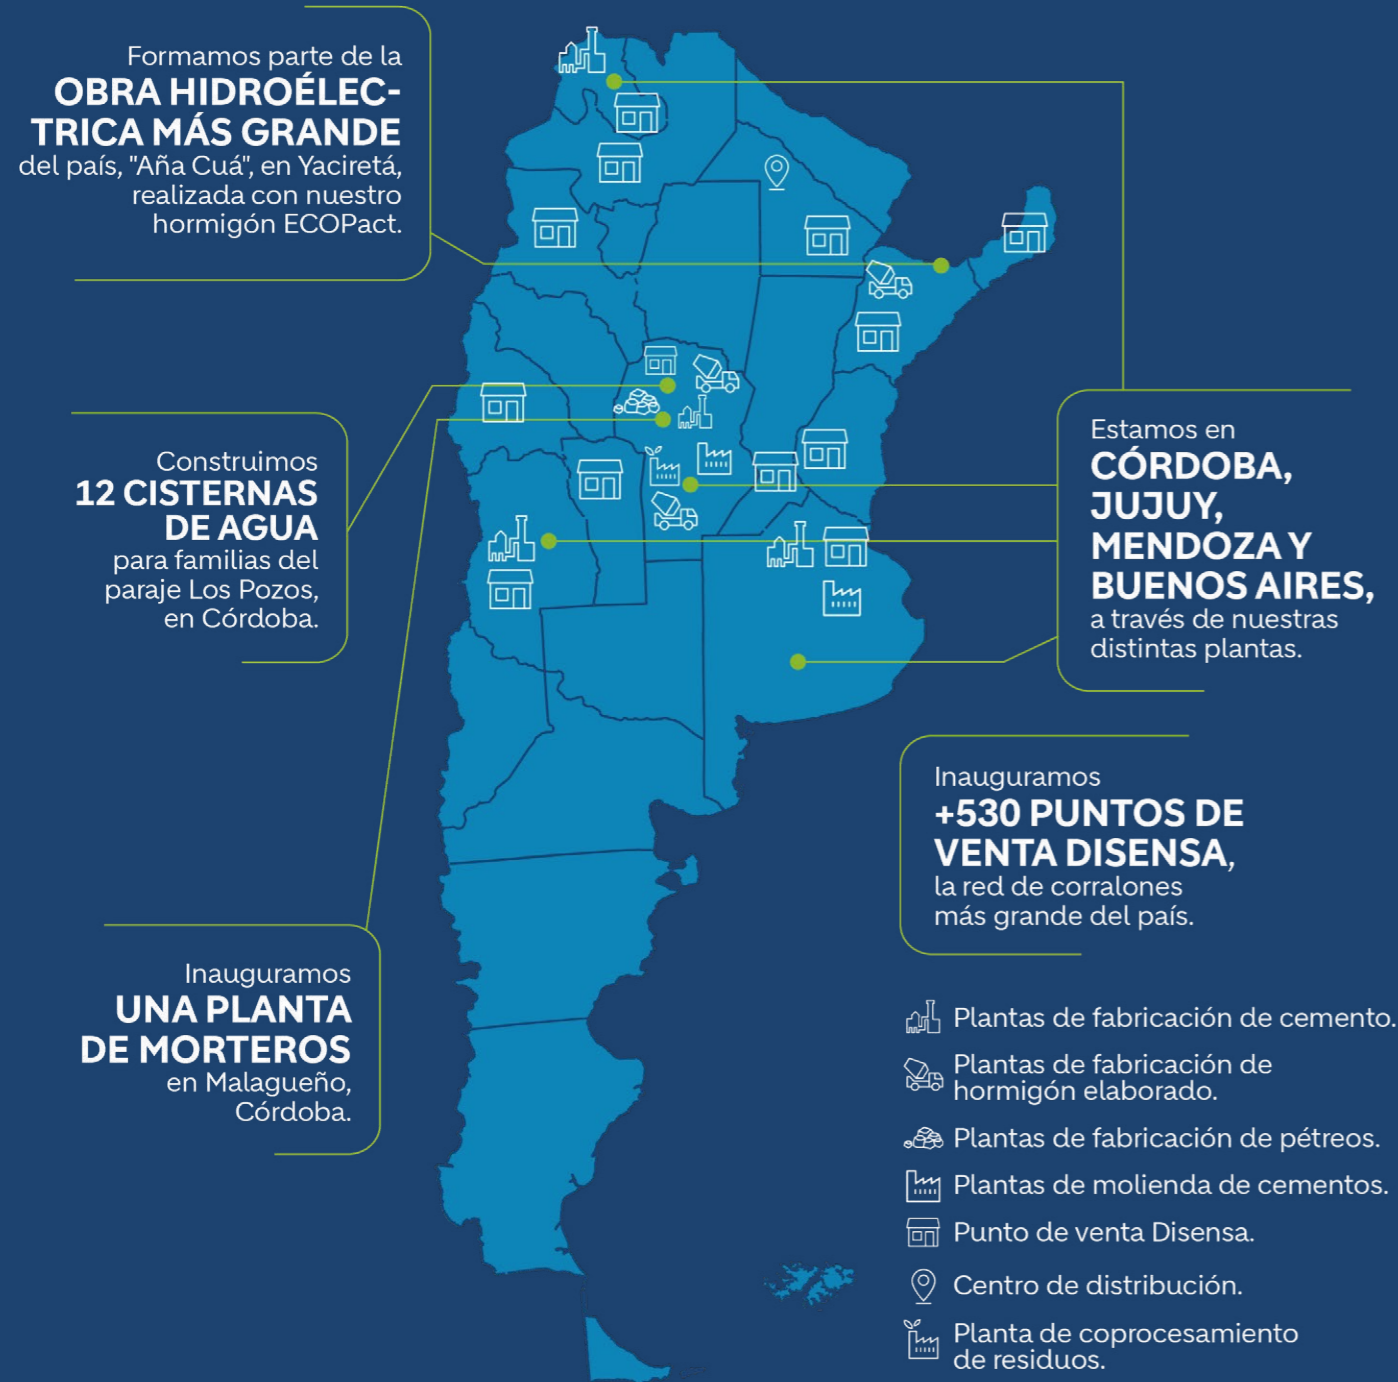 Formamos parte de la
OBRA HIDROÉLEC-
TRICA MÁS GRANDE
del país, "Aña Cuá", en Yaciretá,
realizada con nuestro
hormigón ECOPact.
Construimos
12 CISTERNAS
DE AGUA
para familias del
paraje Los Pozos,
en Córdoba.
Inauguramos
UNA PLANTA
DE MORTEROS
en Malagueño,
Córdoba.
Estamos en
CÓRDOBA,
JUJUY,
MENDOZA Y
BUENOS AIRES,
a través de nuestras
distintas plantas.
Inauguramos
+530 PUNTOS DE
VENTA DISENSA,
la red de corralones
más grande del país.
Plantas de fabricación de cemento.
Plantas de fabricación de
hormigón elaborado.
Plantas de fabricación de pétreos.
Plantas de molienda de cementos.
Punto de venta Disensa.
Centro de distribución.
Planta de coprocesamiento
de residuos.